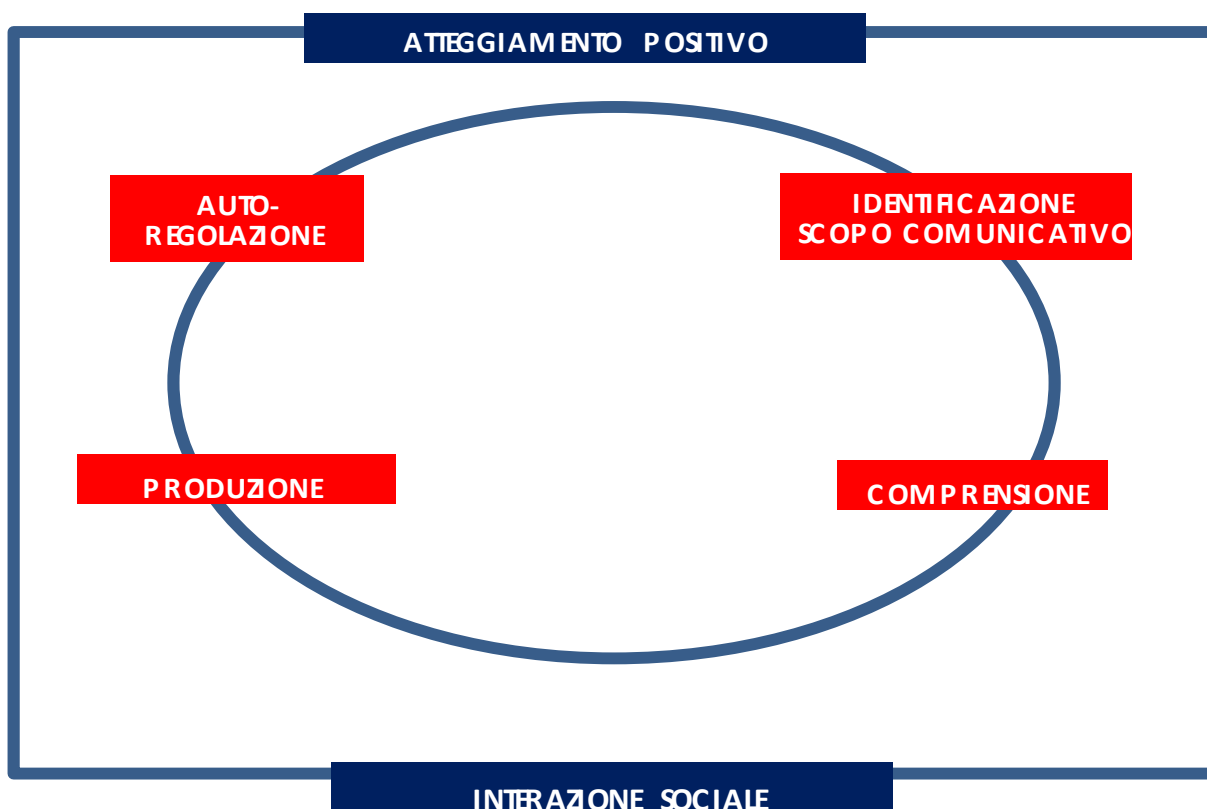 ATTEGGIAMENTO POSITIVO
AUTO-
REGOLAZIONE
IDENTIFICAZIONE
SCOPO COMUNICATIVO
PRODUZIONE
COMPRENSIONE
INTERAZIONE SOCIALE